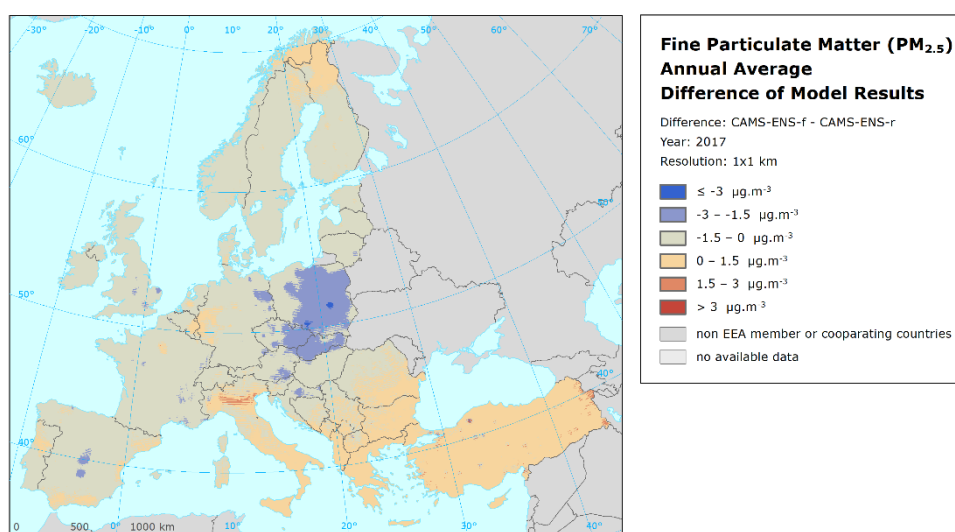 -30° -20° -10° 0° 10° 20° 30° 40° 50° 60° 70°
60°
50°
50°
40°
40°
0 500 1000 km
0° 10° 20° 30° 40°
Fine Particulate Matter (PM2.5)
Annual Average
Difference of Model Results
Difference: CAMS-ENS-f - CAMS-ENS-r
Year: 2017
Resolution: 1x1 km
≤ -3 µg.m-3
-3 – -1.5 µg.m-3
-1.5 – 0 µg.m-3
0 – 1.5 µg.m-3
1.5 – 3 µg.m-3
> 3 µg.m-3
non EEA member or cooparating countries
no available data